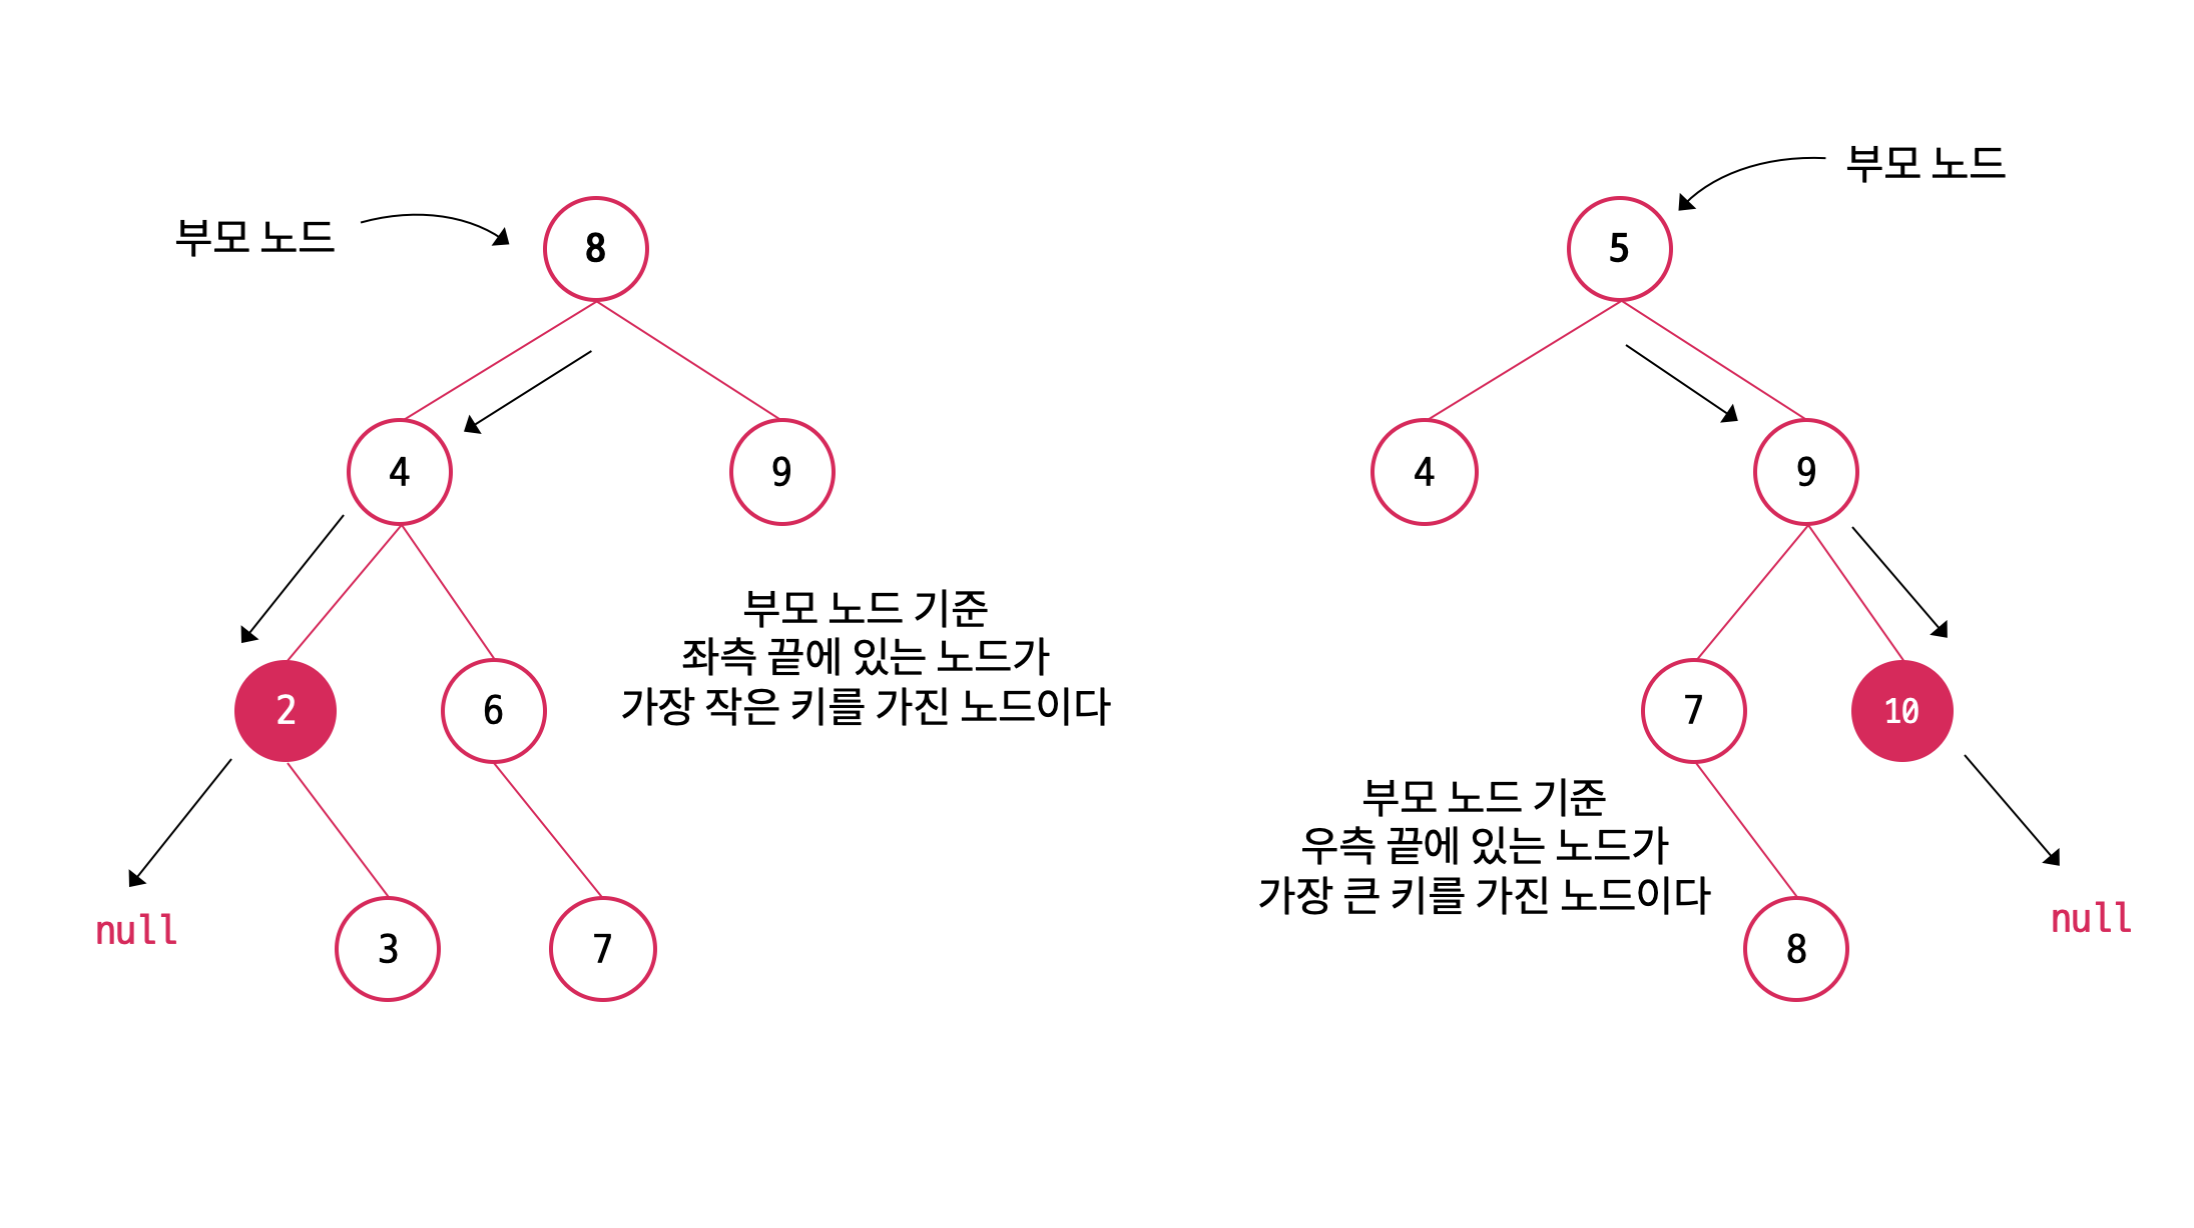 부모 노드
8
4
9
2
6
3
7
null
부모 노드 기준
좌측 끝에 있는 노드가
가장 작은 키를 가진 노드이다
부모 노드
5
4
9
7
10
8
null
부모 노드 기준
우측 끝에 있는 노드가
가장 큰 키를 가진 노드이다